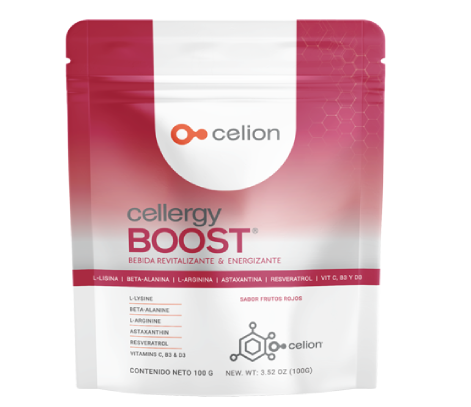 celion
cellergy
BOOST®
BEBIDA REVITALIZANTE & ENERGIZANTE
L-LISINA | BETA-ALANINA | L-ARGININA | ASTAXANTINA | RESVERATROL | VIT C, B3 Y D3
L-LYSINE
BETA-ALANINE
L-ARGININE
ASTAXANTHIN
RESVERATROL
VITAMINS C, B3 & D3
SABOR FRUTOS ROJOS
celion
CONTENIDO NETO 100 G
NEW. WT: 3.52 OZ (100G)